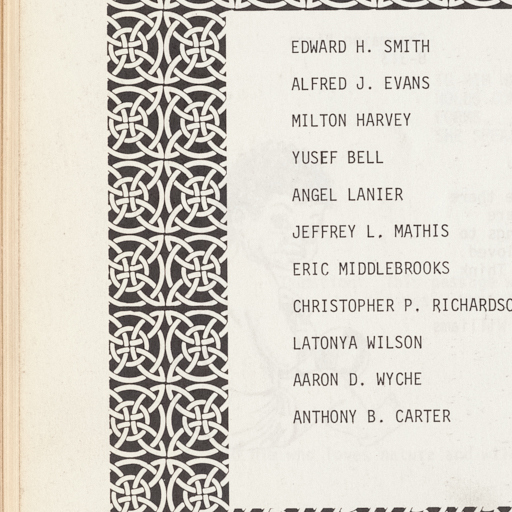 EDWARD H. SMITH
ALFRED J. EVANS
MILTON HARVEY
YUSEF BELL
ANGEL LANIER
JEFFREY L. MATHIS
ERIC MIDDLEBROOKS
CHRISTOPHER P. RICHARDSO
LATONYA WILSON
AARON D. WYCHE
ANTHONY B. CARTER